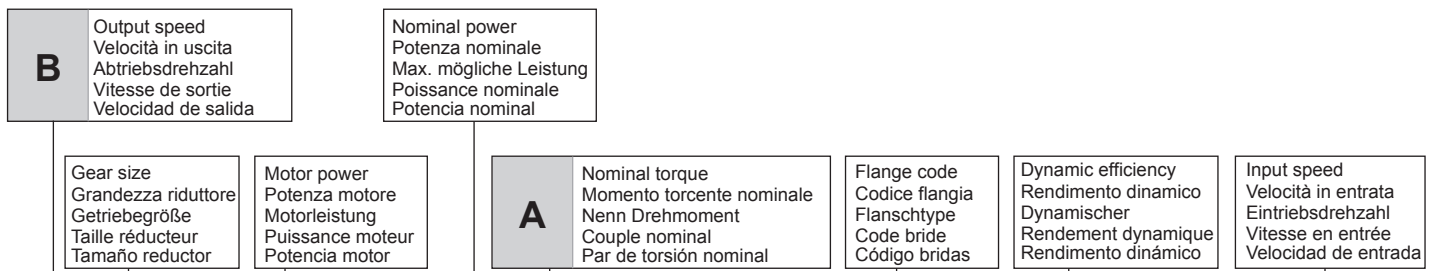 B
Output speed
Velocità in uscita
Abtriebsdrehzahl
Vitesse de sortie
Velocidad de salida
Nominal power
Potenza nominale
Max. mögliche Leistung
Poissance nominale
Potencia nominal
Gear size
Grandezza riduttore
Getriebegröße
Taille réducteur
Tamaño reductor
Motor power
Potenza motore
Motorleistung
Puissance moteur
Potencia motor
A
Nominal torque
Momento torcente nominale
Nenn Drehmoment
Couple nominal
Par de torsión nominal
Flange code
Codice flangia
Flanschtype
Code bride
Código bridas
Dynamic efficiency
Rendimento dinamico
Dynamischer
Rendement dynamique
Rendimento dinámico
Input speed
Velocità in entrata
Eintriebsdrehzahl
Vitesse en entrée
Velocidad de entrada